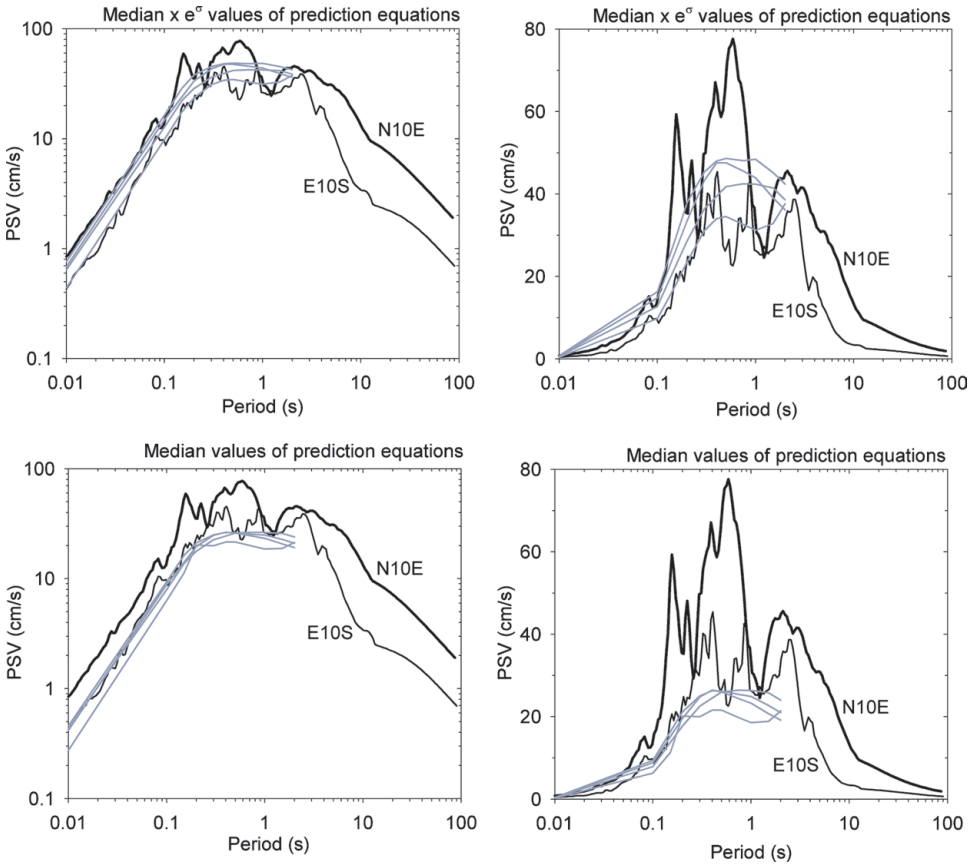 Median x e^σ values of prediction equations
100
10
1
0.1
PSV (cm/s)
N10E
E10S
0.01 0.1 1 10 100
Period (s)
Median x e^σ values of prediction equations
80
60
40
20
0
PSV (cm/s)
N10E
E10S
0.01 0.1 1 10 100
Period (s)
Median values of prediction equations
100
10
1
0.1
PSV (cm/s)
N10E
E10S
0.01 0.1 1 10 100
Period (s)
Median values of prediction equations
80
60
40
20
0
PSV (cm/s)
N10E
E10S
0.01 0.1 1 10 100
Period (s)